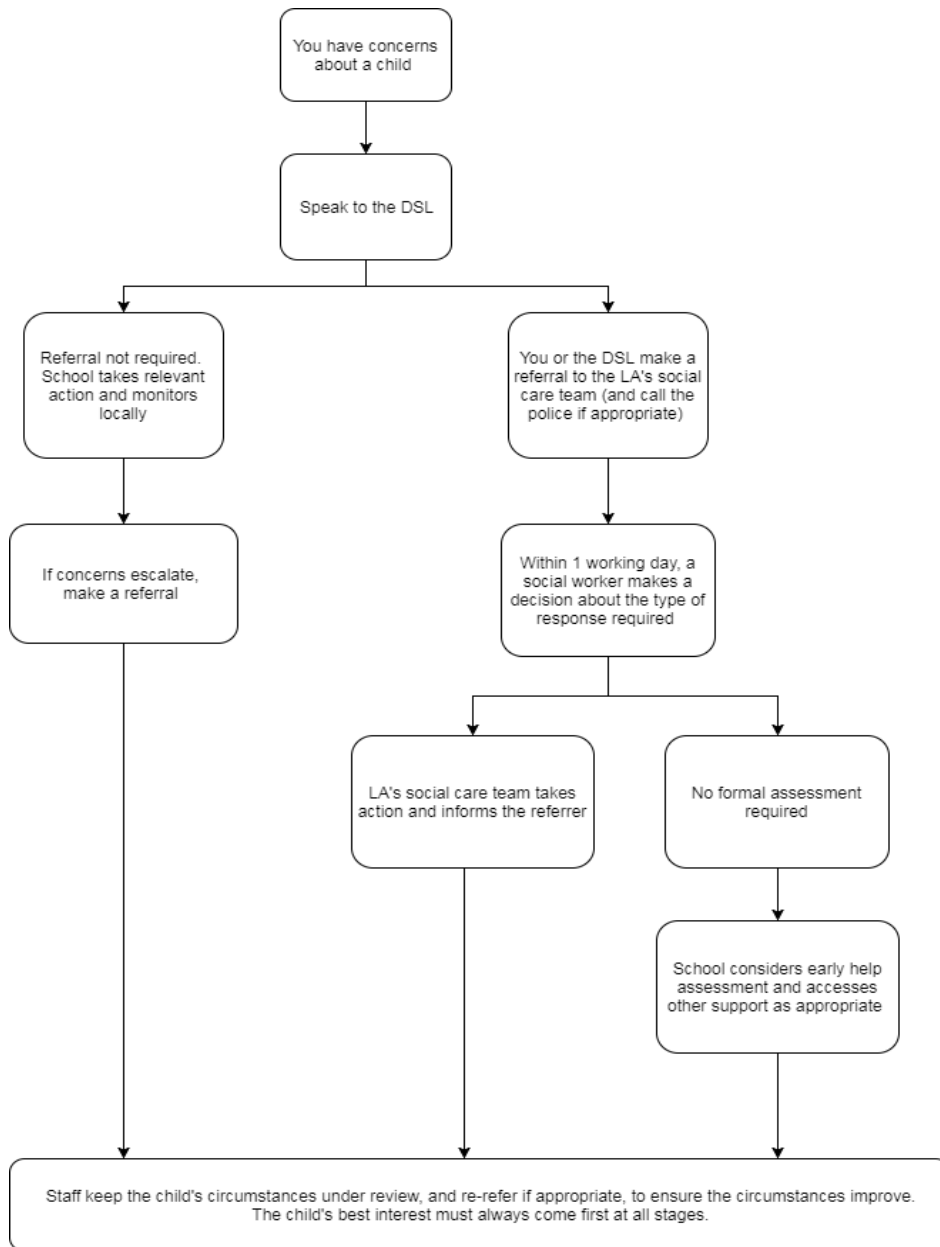 You have concerns
about a child
Speak to the DSL
Referral not required.
School takes relevant
action and monitors
locally
You or the DSL make a
referral to the LA's social
care team (and call the
police if appropriate)
If concerns escalate,
make a referral
Within 1 working day, a
social worker makes a
decision about the type of
response required
LA's social care team takes
action and informs the referrer
No formal assessment
required
School considers early help
assessment and accesses
other support as appropriate
Staff keep the child's circumstances under review, and re-refer if appropriate, to ensure the circumstances improve.
The child's best interest must always come first at all stages.